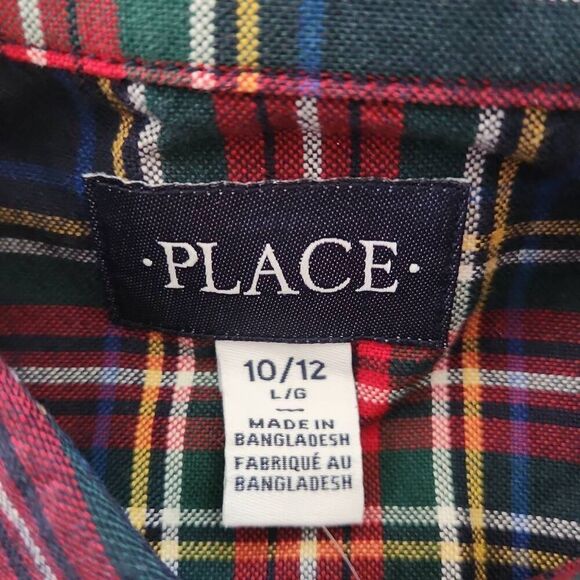 ·PLACE·
10/12
L/G
MADE IN
BANGLADESH
FABRIQUÉ AU
BANGLADESH